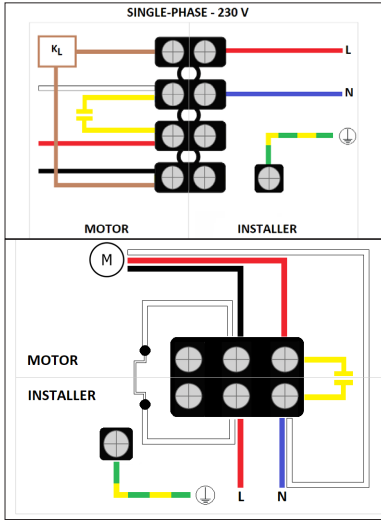 SINGLE-PHASE - 230 V
KL
L
N
MOTOR
INSTALLER
M
MOTOR
INSTALLER
L
N